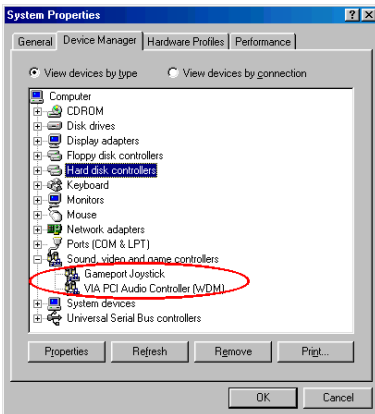 System Properties
General Device Manager Hardware Profiles Performance
View devices by type View devices by connection
Computer
CDROM
Disk drives
Display adapters
Floppy disk controllers
Hard disk controllers
Keyboard
Monitors
Mouse
Network adapters
Ports (COM & LPT)
Sound, video and game controllers
Gameport Joystick
VIA PCI Audio Controller (WDM)
System devices
Universal Serial Bus controllers
Properties Refresh Remove Print...
OK Cancel